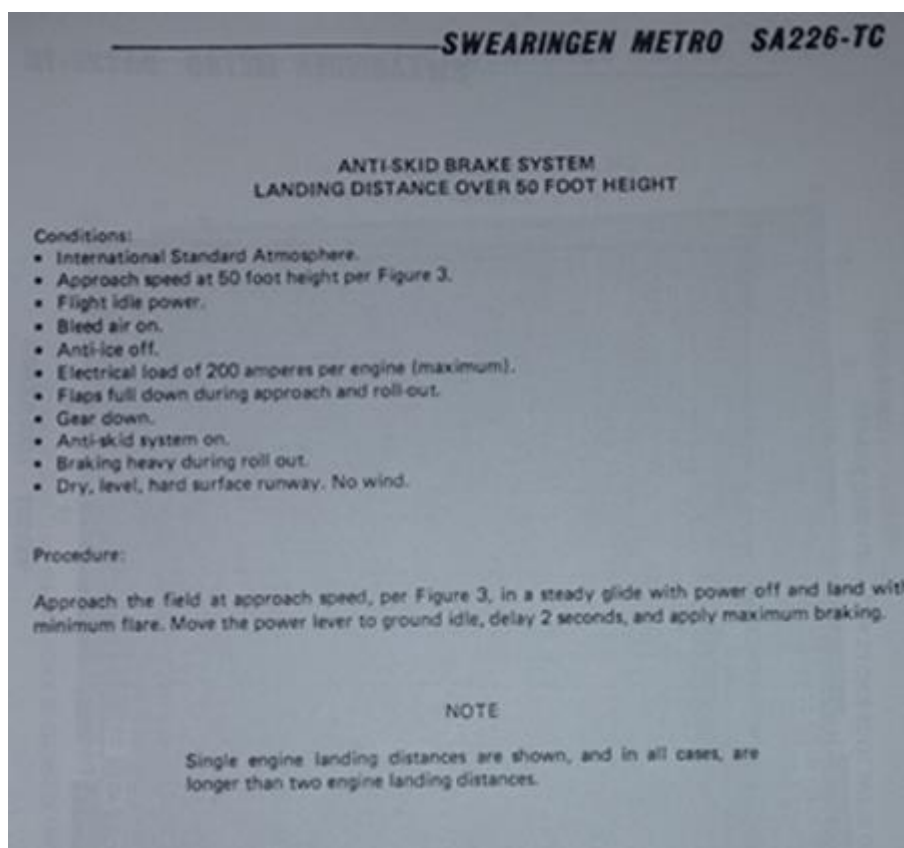 SWEARINGEN METRO SA226-TC
ANTI-SKID BRAKE SYSTEM
LANDING DISTANCE OVER 50 FOOT HEIGHT
Conditions:
• International Standard Atmosphere.
• Approach speed at 50 foot height per Figure 3.
• Flight idle power.
• Bleed air on.
• Anti-ice off.
• Electrical load of 200 amperes per engine (maximum).
• Flaps full down during approach and roll-out.
• Gear down.
• Anti-skid system on.
• Braking heavy during roll out.
• Dry, level, hard surface runway. No wind.
Procedure:
Approach the field at approach speed, per Figure 3, in a steady glide with power off and land with
minimum flare. Move the power lever to ground idle, delay 2 seconds, and apply maximum braking.
NOTE
Single engine landing distances are shown, and in all cases, are
longer than two engine landing distances.